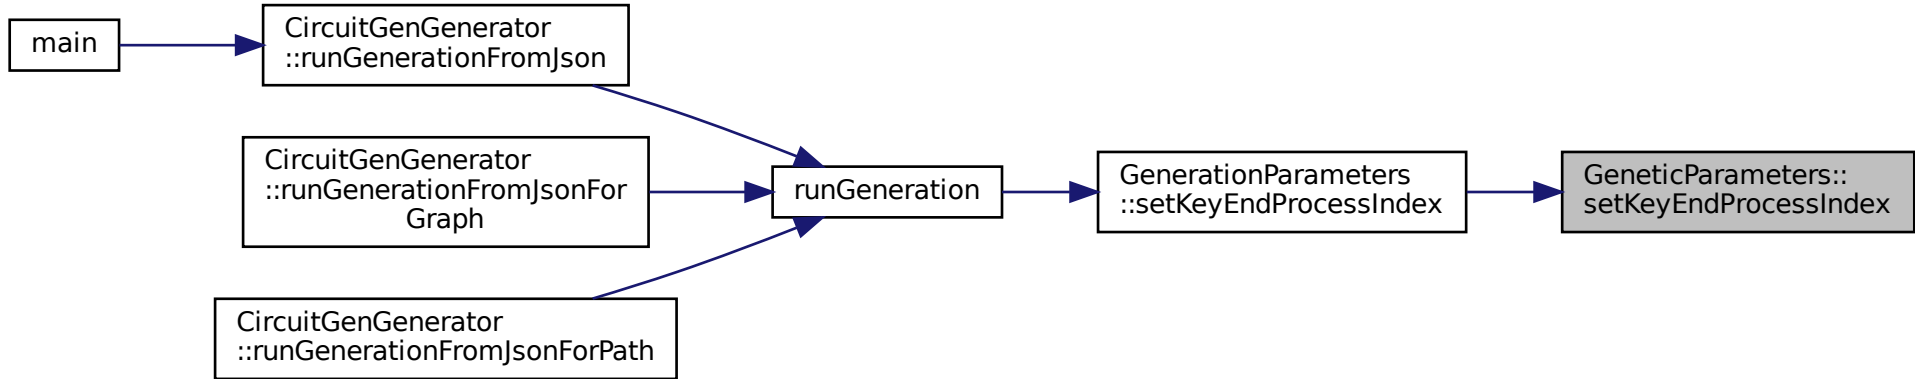 main
CircuitGenGenerator
::runGenerationFromJson
CircuitGenGenerator
::runGenerationFromJsonFor
Graph
CircuitGenGenerator
::runGenerationFromJsonForPath
runGeneration
GenerationParameters
::setKeyEndProcessIndex
GeneticParameters::
setKeyEndProcessIndex